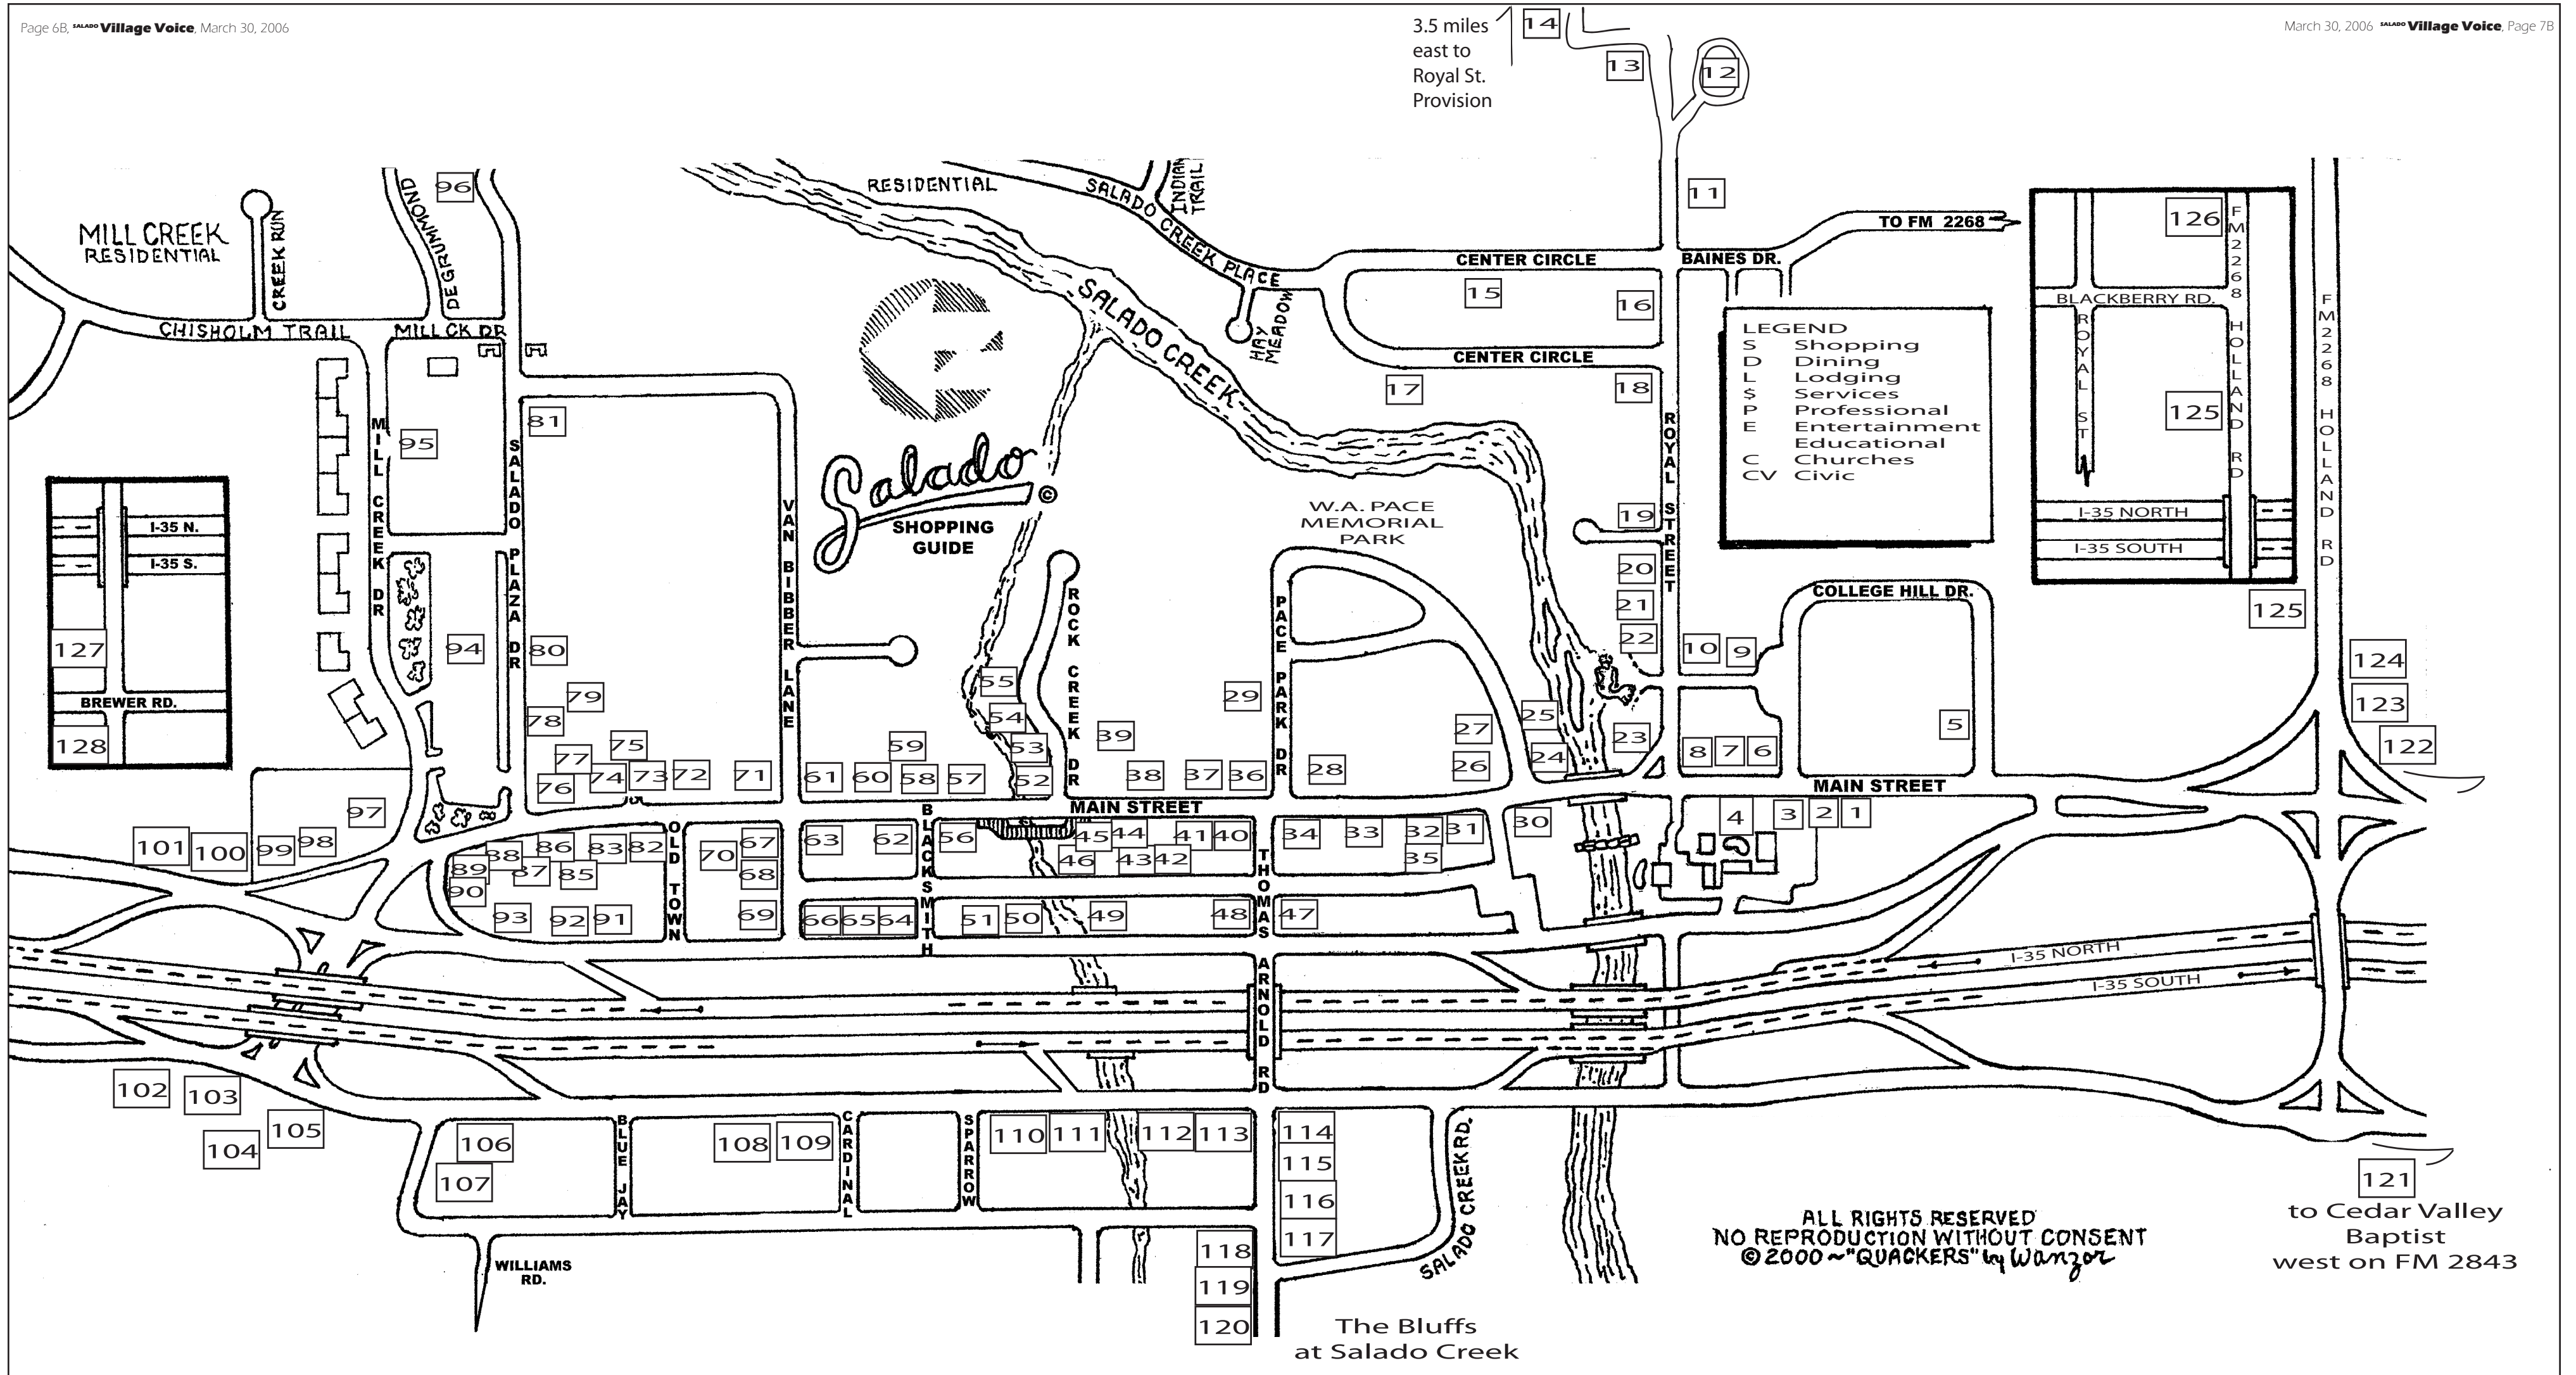 Page 6B, SALADO Village Voice, March 30, 2006
March 30, 2006 SALADO Village Voice, Page 7B
3.5 miles
east to
Royal St.
Provision
14
13
12
11
96
RESIDENTIAL
SALADO CREEK PLACE
INDIAN
TRAIL
MILL CREEK
RESIDENTIAL
CREEK RUN
DEGRUMMOND
CHISHOLM TRAIL
MILL CK DR
TO FM 2268
CENTER CIRCLE
BAINES DR.
15
16
HAY
MEADOW
CENTER CIRCLE
17
18
SALADO CREEK
LEGEND
S Shopping
D Dining
L Lodging
$ Services
P Professional
E Entertainment
Educational
C Churches
CV Civic
126
FM2268 HOLLAND RD
BLACKBERRY RD.
ROYAL ST
125
I-35 NORTH
I-35 SOUTH
FM2268 HOLLAND RD
81
95
MILL CREEK DR
SALADO PLAZA DR
VAN BIBBER LANE
Salado ©
SHOPPING
GUIDE
W.A. PACE
MEMORIAL
PARK
ROYAL STREET
19
20
21
22
10
9
COLLEGE HILL DR.
125
I-35 N.
I-35 S.
127
BREWER RD.
128
94
80
79
78
ROCK CREEK DR
PACE PARK DR
55
54
53
52
39
29
27
25
23
5
124
123
122
77
75
76
74
73
72
71
61
60
59
58
57
38
37
36
28
26
24
8
7
6
97
MAIN STREET
MAIN STREET
101
100
99
98
89
88
86
83
82
OLD TOWN
70
67
63
62
BLACKSMITH
56
45
44
41
40
THOMAS ARNOLD RD
34
33
32
31
30
4
3
2
1
90
87
85
68
46
43
42
35
93
92
91
69
66
65
64
51
50
49
48
47
I-35 NORTH
I-35 SOUTH
102
103
104
105
106
107
BLUE JAY
108
109
CARDINAL
SPARROW
110
111
112
113
114
115
116
117
SALADO CREEK RD.
WILLIAMS
RD.
118
119
120
The Bluffs
at Salado Creek
ALL RIGHTS RESERVED
NO REPRODUCTION WITHOUT CONSENT
© 2000 ~ "QUACKERS" by Wanzor
121
to Cedar Valley
Baptist
west on FM 2843